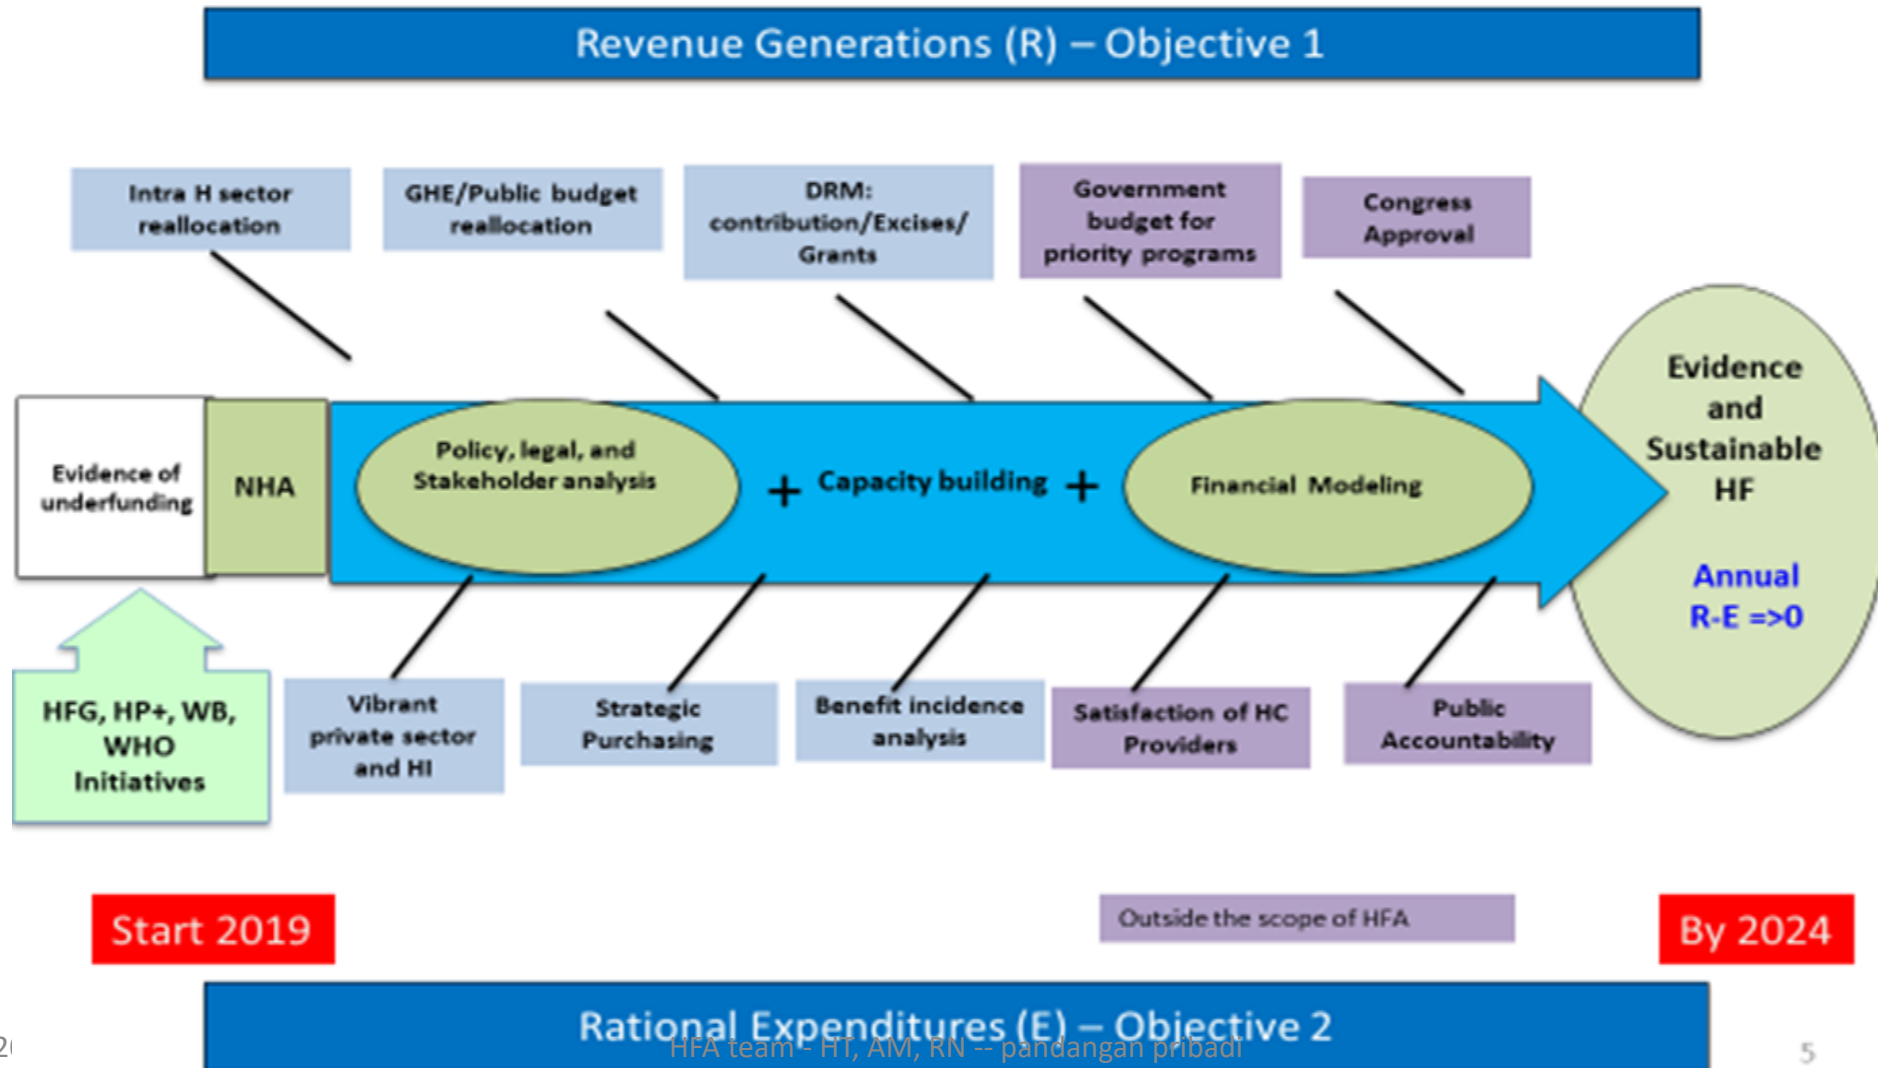 Revenue Generations (R) – Objective 1
Intra H sector
reallocation
GHE/Public budget
reallocation
DRM:
contribution/Excises/
Grants
Government
budget for
priority programs
Congress
Approval
Evidence of
underfunding
NHA
Policy, legal, and
Stakeholder analysis
+ Capacity building +
Financial Modeling
Evidence
and
Sustainable
HF
Annual
R-E =>0
HFG, HP+, WB,
WHO
Initiatives
Vibrant
private sector
and HI
Strategic
Purchasing
Benefit incidence
analysis
Satisfaction of HC
Providers
Public
Accountability
Start 2019
Outside the scope of HFA
By 2024
Rational Expenditures (E) – Objective 2
HFA team - HT, AM, RN -- pandangan pribadi
5